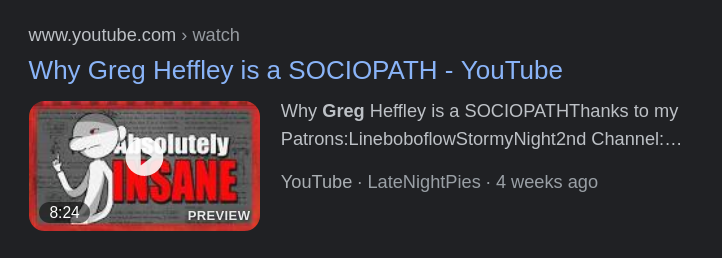 www.youtube.com › watch
Why Greg Heffley is a SOCIOPATH - YouTube
Absolutely
INSANE
8:24
PREVIEW
Why Greg Heffley is a SOCIOPATHThanks to my
Patrons:LineboboflowStormyNight2nd Channel:...
YouTube · LateNightPies · 4 weeks ago